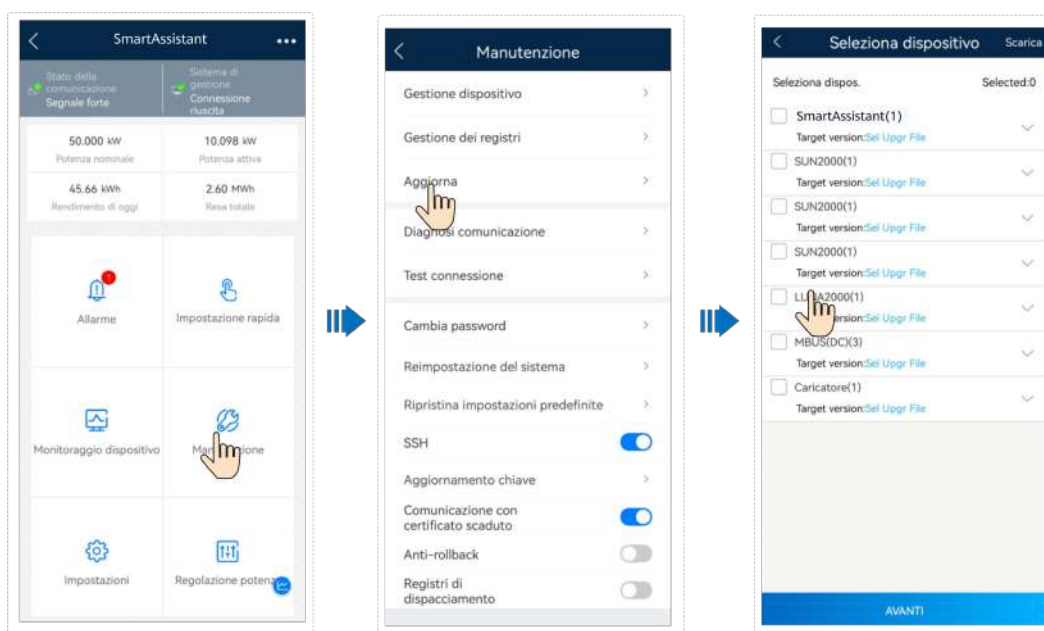 SmartAssistant
Stato della
comunicazione
Segnale forte
Sistema di
gestione
Connessione
riuscita
50.000 kW
Potenza nominale
10.098 kW
Potenza attiva
45.66 kWh
Rendimento di oggi
2.60 MWh
Resa totale
1
Allarme
Impostazione rapida
Monitoraggio dispositivo
Impostazioni
Regolazione
Manutenzione
Gestione dispositivo
Gestione dei registri
Aggiorna
Diagnosi comunicazione
Test connessione
Cambia password
Reimpostazione del sistema
Ripristina impostazioni predefinite
SSH
Aggiornamento chiave
Comunicazione con
certificato scaduto
Anti-rollback
Registri di
dispacciamento
Seleziona dispositivo
Scarica
Seleziona dispos.
Selected:0
SmartAssistant(1)
Target version:Sel Upgr File
SUN2000(1)
Target version:Sel Upgr File
SUN2000(1)
Target version:Sel Upgr File
SUN2000(1)
Target version:Sel Upgr File
version:Sel Upgr File
MBUS(DC)(3)
Target version:Sel Upgr File
Caricatore(1)
Target version:Sel Upgr File
AVANTI